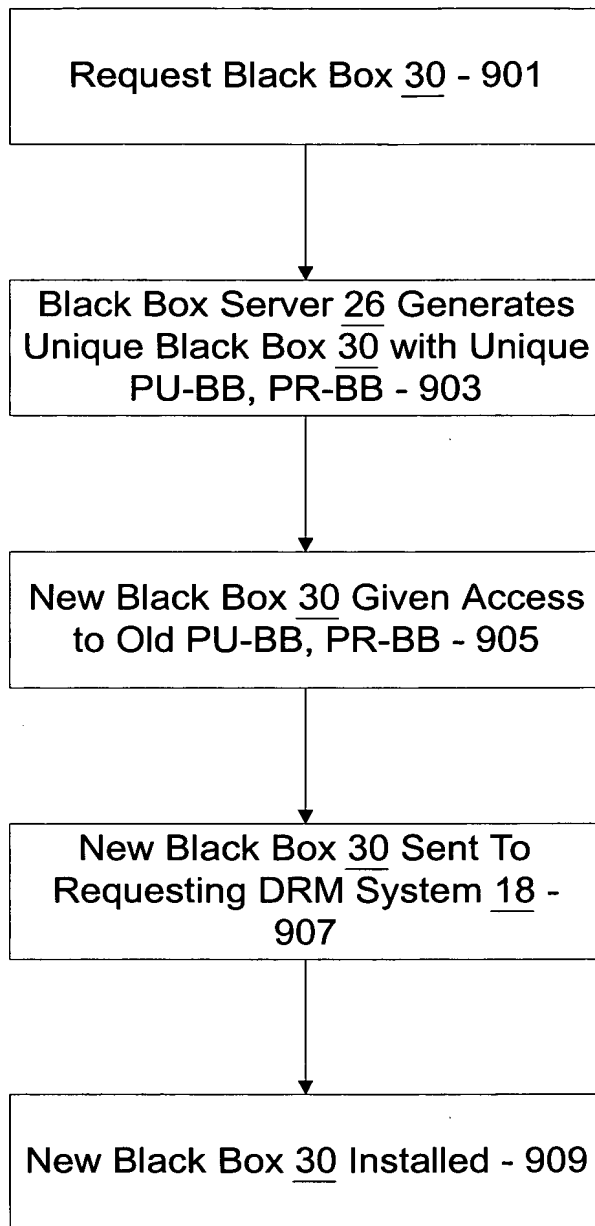 Request Black Box 30 - 901
Black Box Server 26 Generates
Unique Black Box 30 with Unique
PU-BB, PR-BB - 903
New Black Box 30 Given Access
to Old PU-BB, PR-BB - 905
New Black Box 30 Sent To
Requesting DRM System 18 -
907
New Black Box 30 Installed - 909